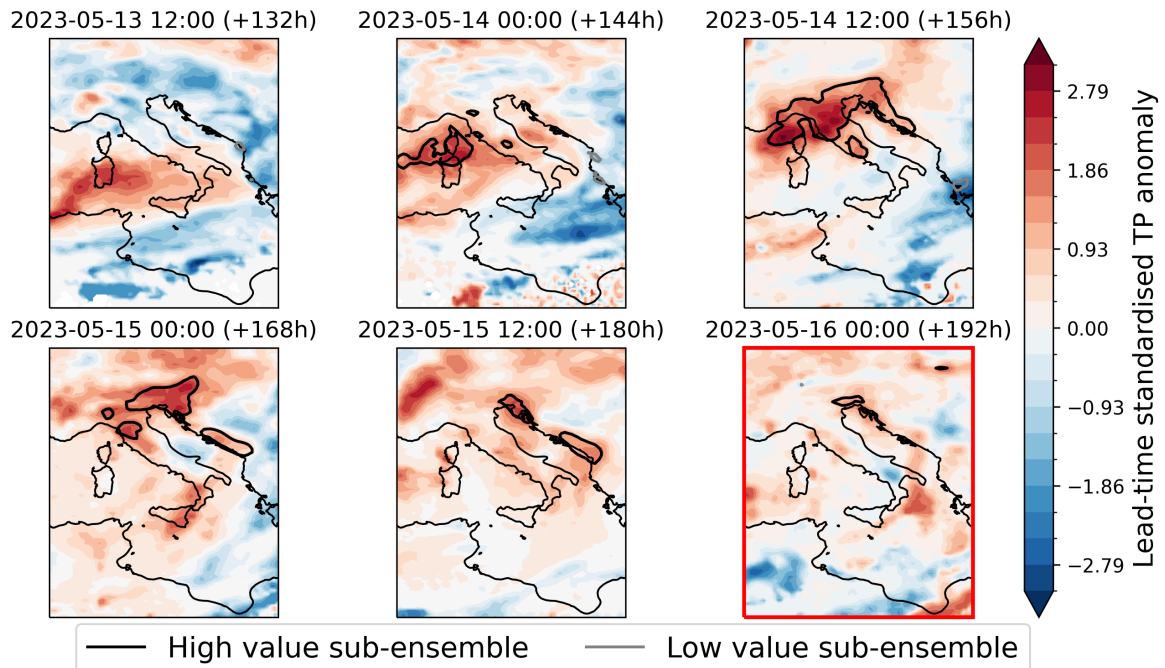 2023-05-13 12:00 (+132h)
2023-05-14 00:00 (+144h)
2023-05-14 12:00 (+156h)
2023-05-15 00:00 (+168h)
2023-05-15 12:00 (+180h)
2023-05-16 00:00 (+192h)
2.79
1.86
0.93
0.00
−0.93
−1.86
−2.79
Lead-time standardised TP anomaly
High value sub-ensemble
Low value sub-ensemble